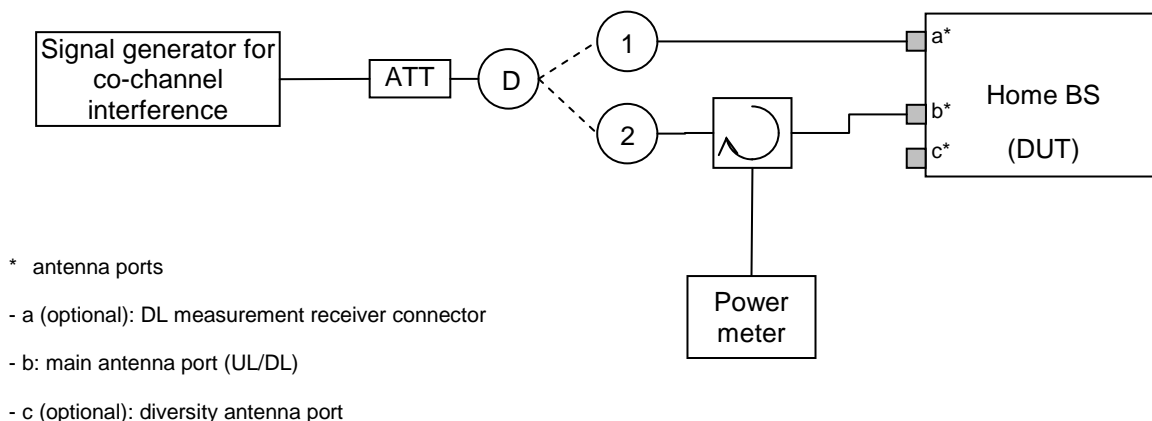 Signal generator for
co-channel
interference
ATT
D
1
2
a*
b*
c*
Home BS
(DUT)
Power
meter
* antenna ports
- a (optional): DL measurement receiver connector
- b: main antenna port (UL/DL)
- c (optional): diversity antenna port